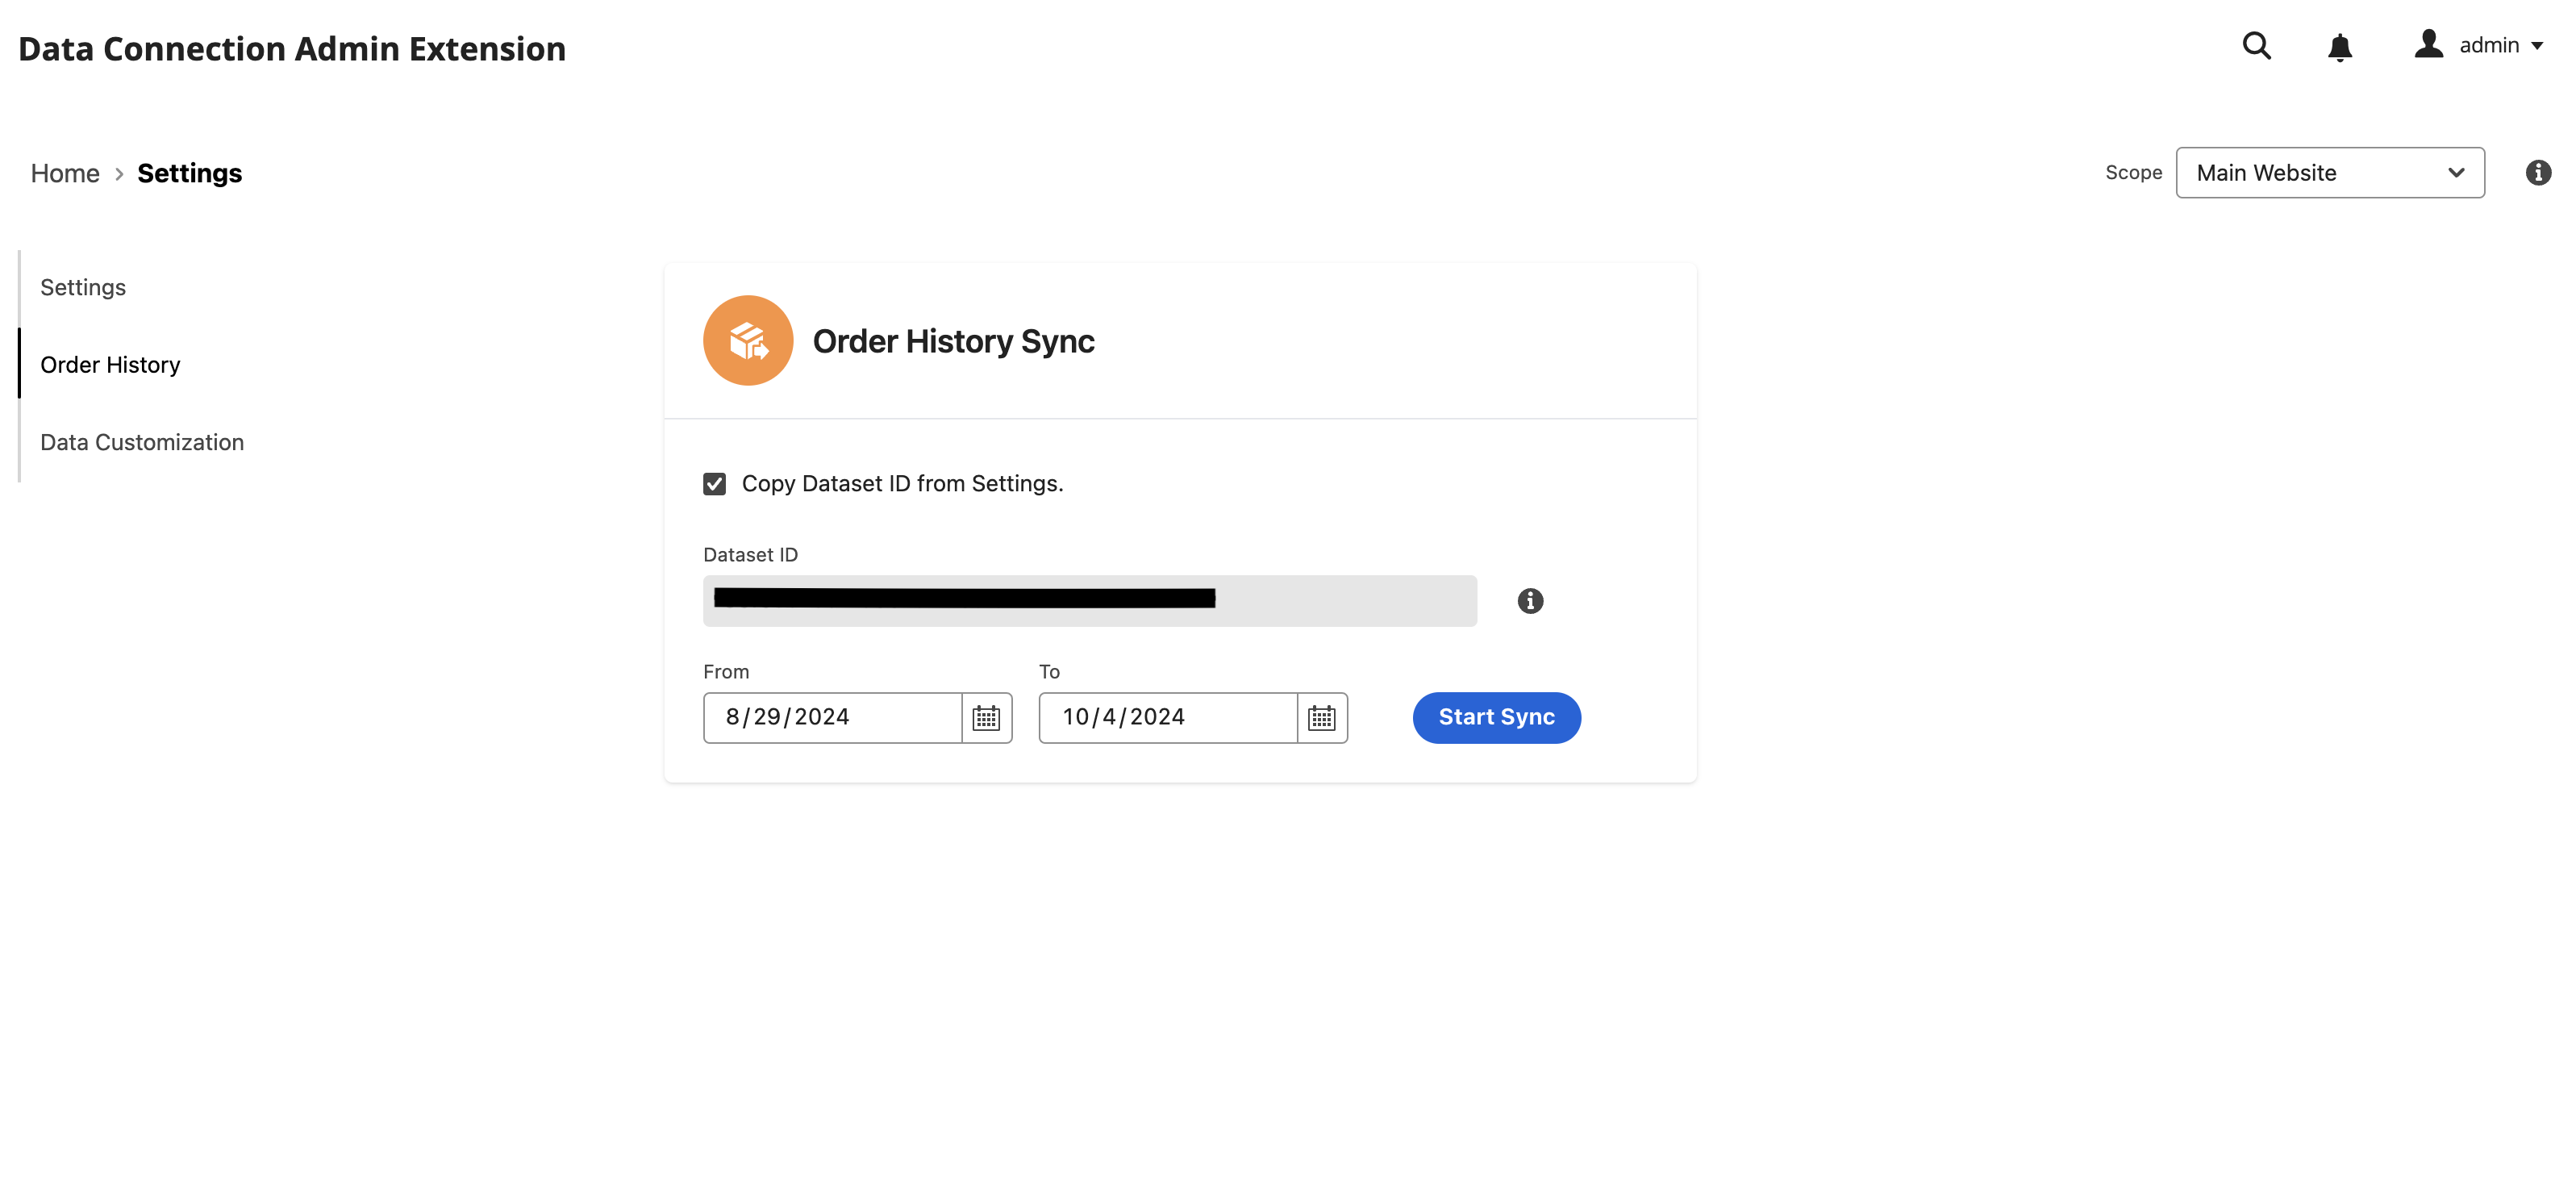 Data Connection Admin Extension
admin
Home > Settings
Scope
Main Website
Settings
Order History
Data Customization
Order History Sync
Copy Dataset ID from Settings.
Dataset ID
From
To
8/29/2024
10/4/2024
Start Sync